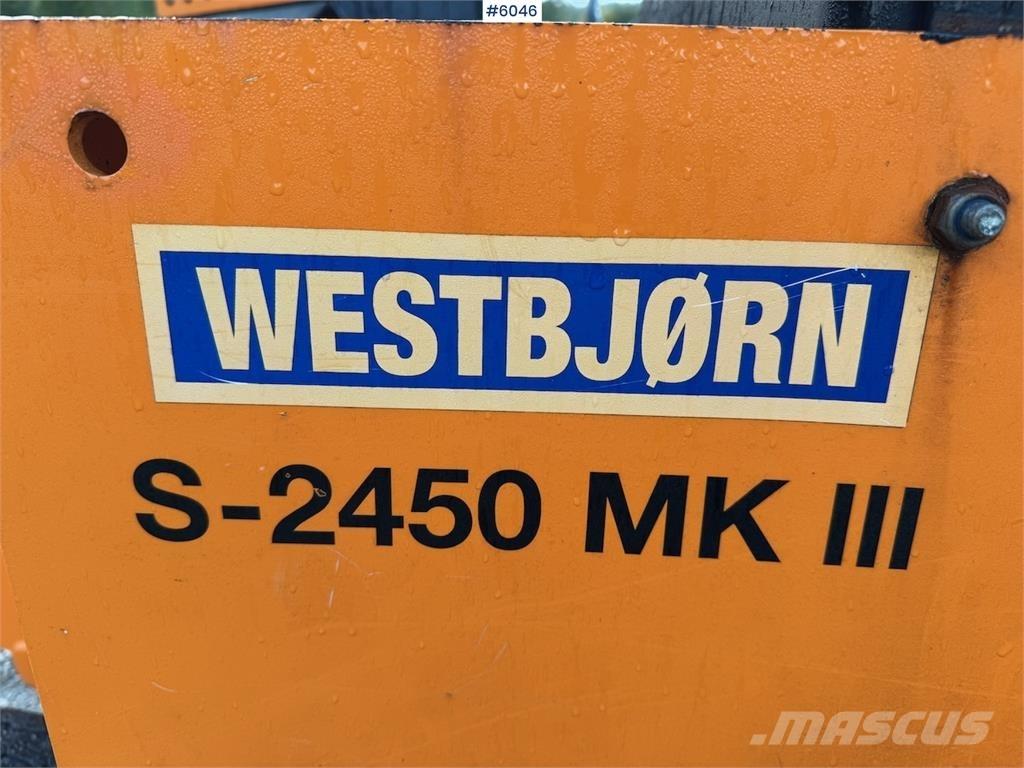 #6046
WESTBJØRN
S-2450 MK III
MASCUS